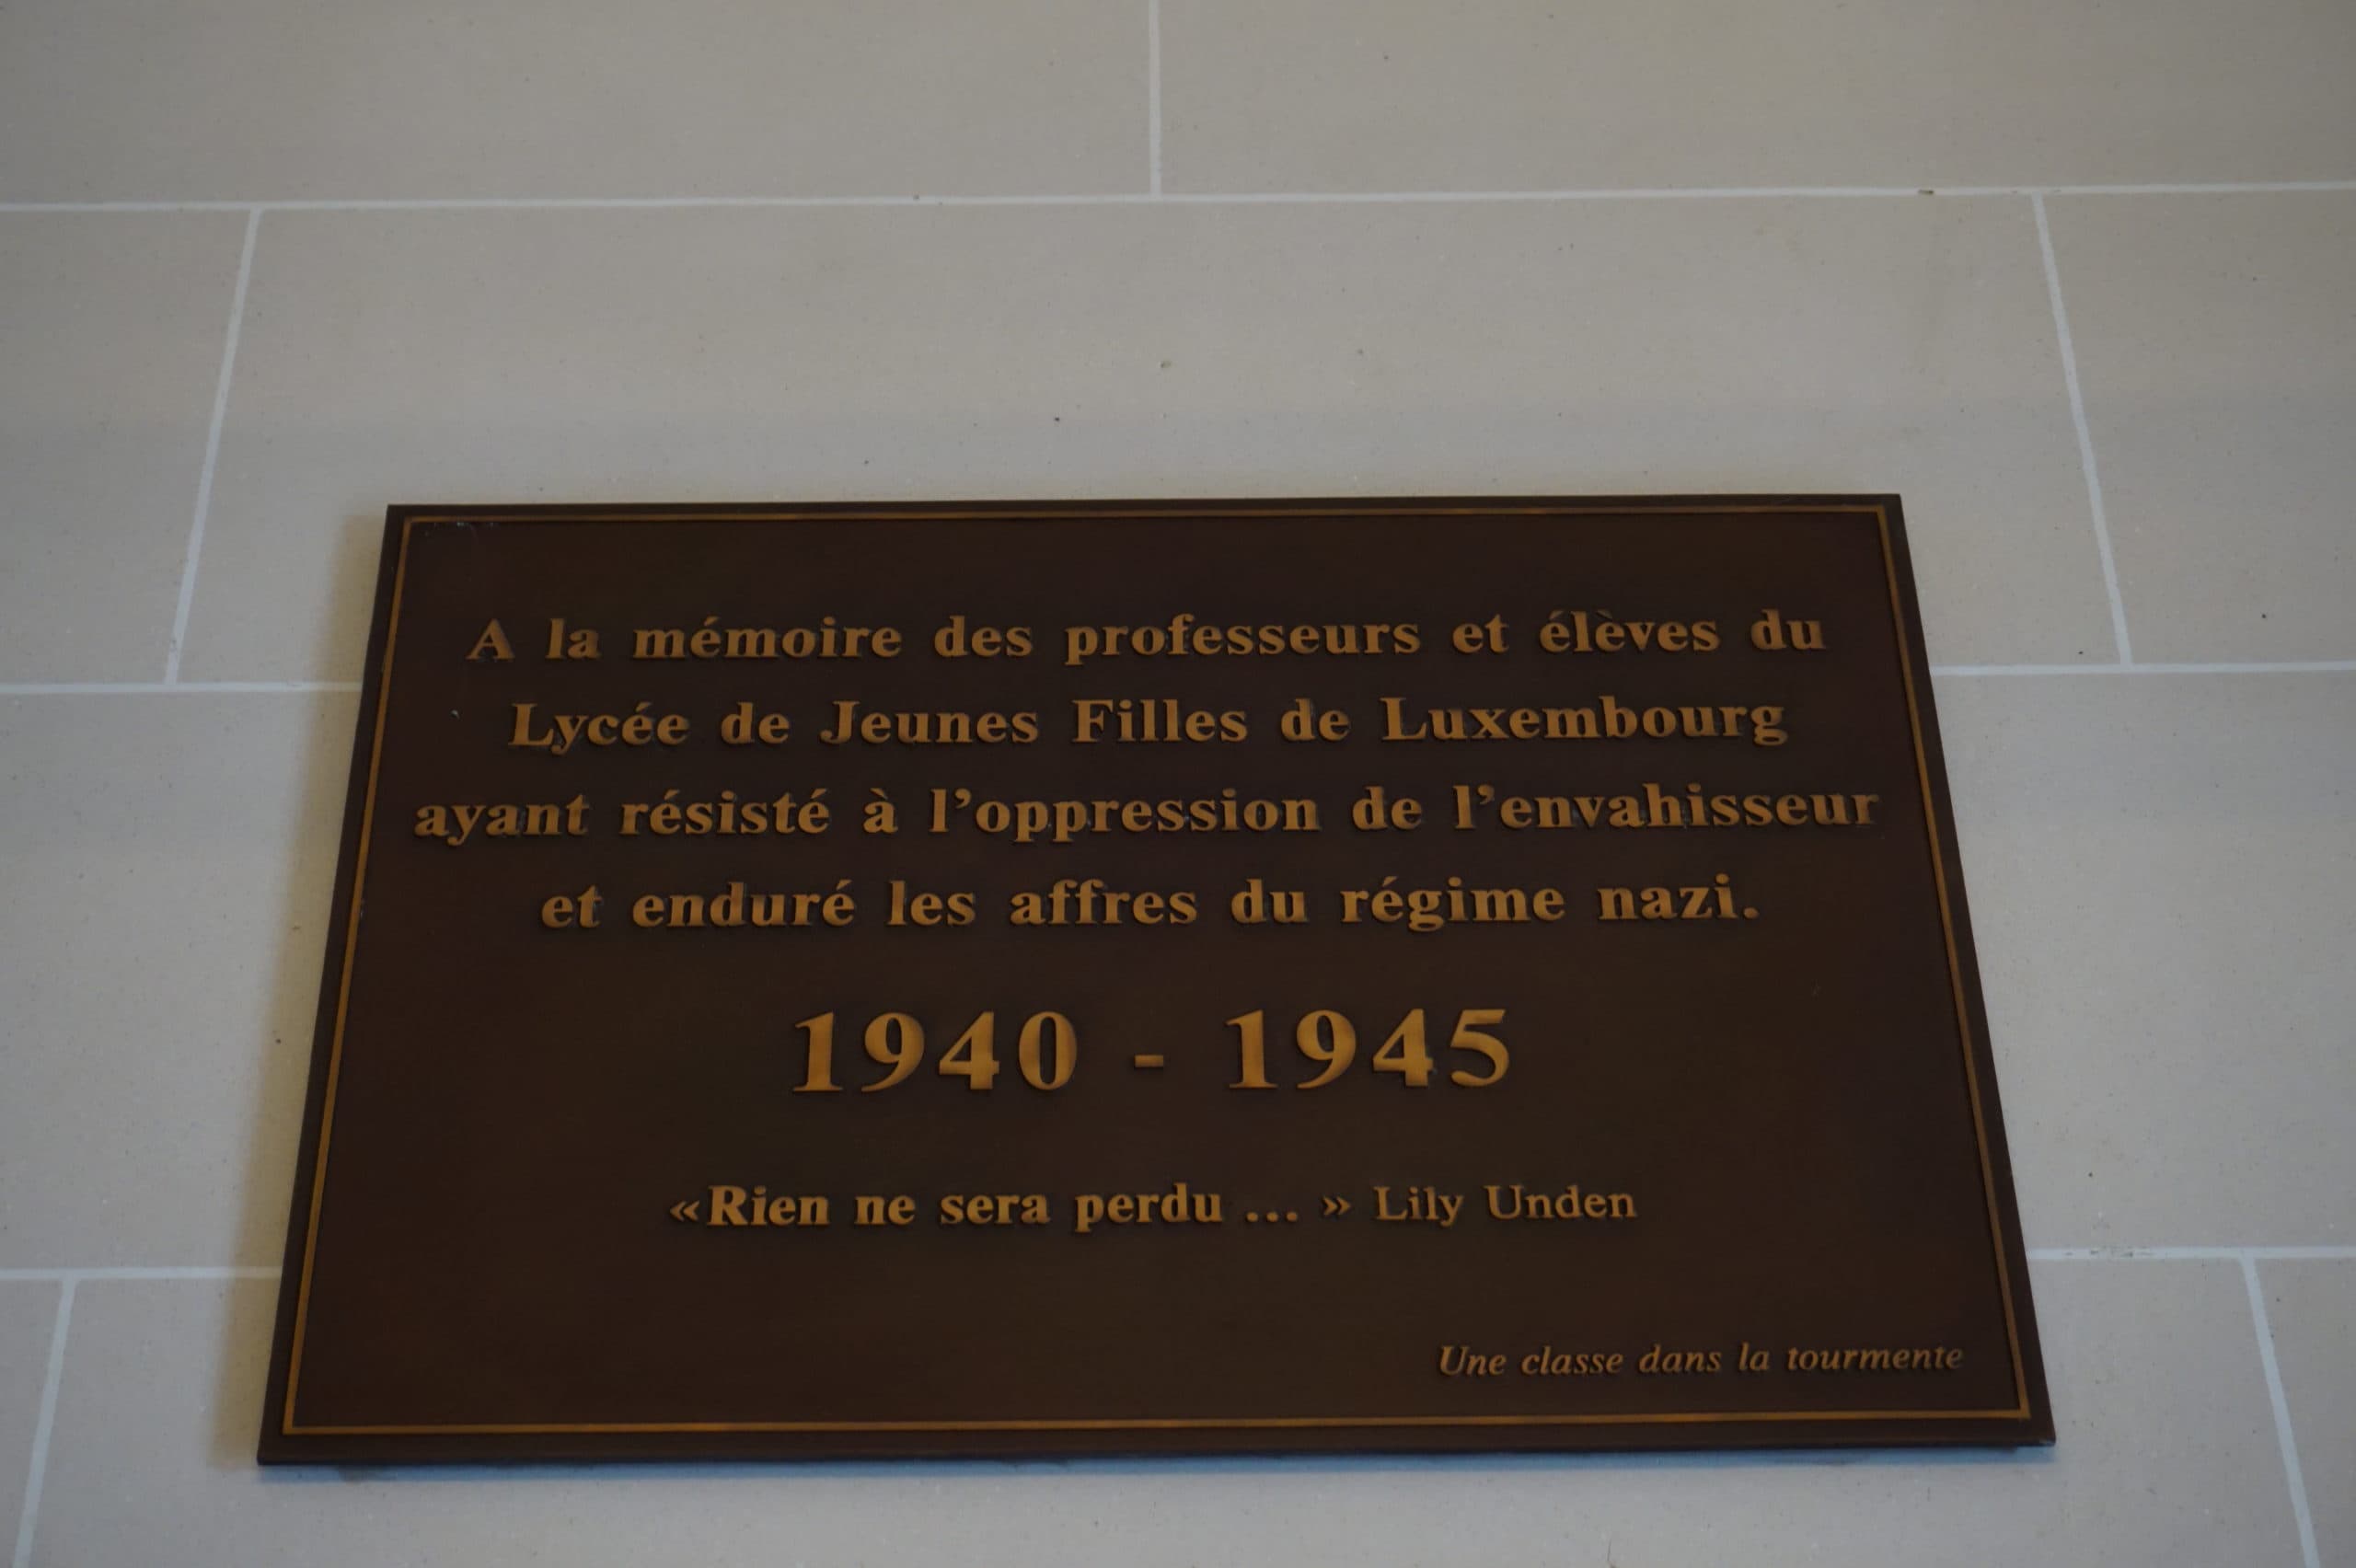 A la mémoire des professeurs et élèves du
Lycée de Jeunes Filles de Luxembourg
ayant résisté à l’oppression de l’envahisseur
et enduré les affres du régime nazi.
1940 - 1945
«Rien ne sera perdu ... » Lily Unden
Une classe dans la tourmente